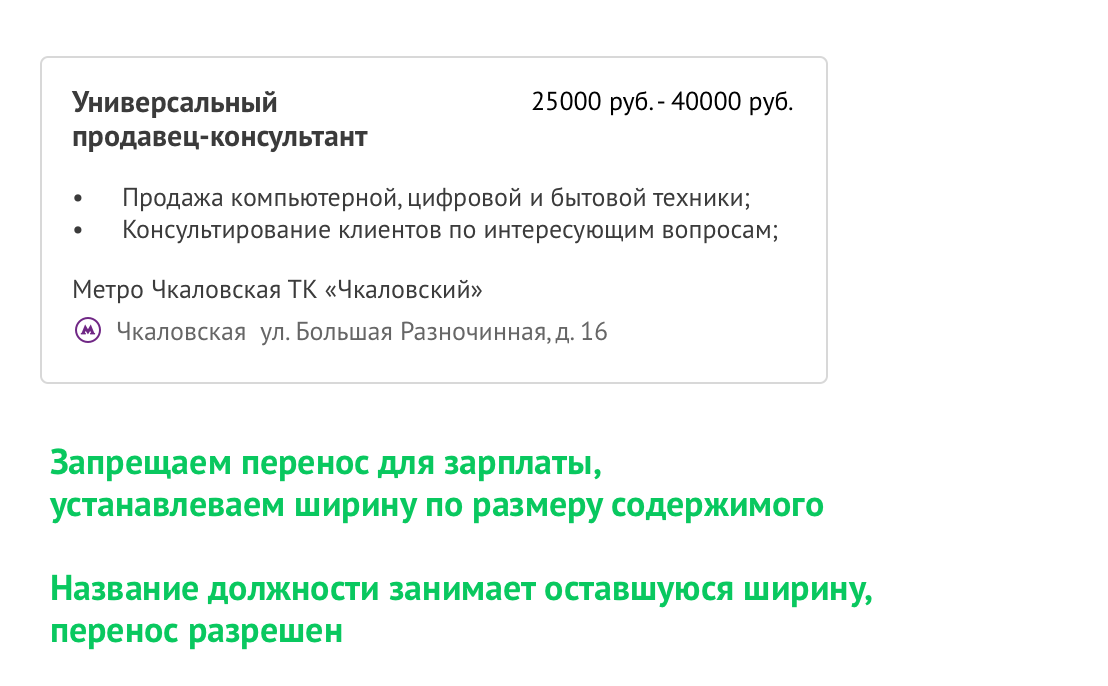 Универсальный 25000 руб. - 40000 руб.
продавец-консультант
• Продажа компьютерной, цифровой и бытовой техники;
• Консультирование клиентов по интересующим вопросам;
Метро Чкаловская ТК «Чкаловский»
Чкаловская ул. Большая Разночинная, д. 16
Запрещаем перенос для зарплаты,
устанавлеваем ширину по размеру содержимого
Название должности занимает оставшуюся ширину,
перенос разрешен